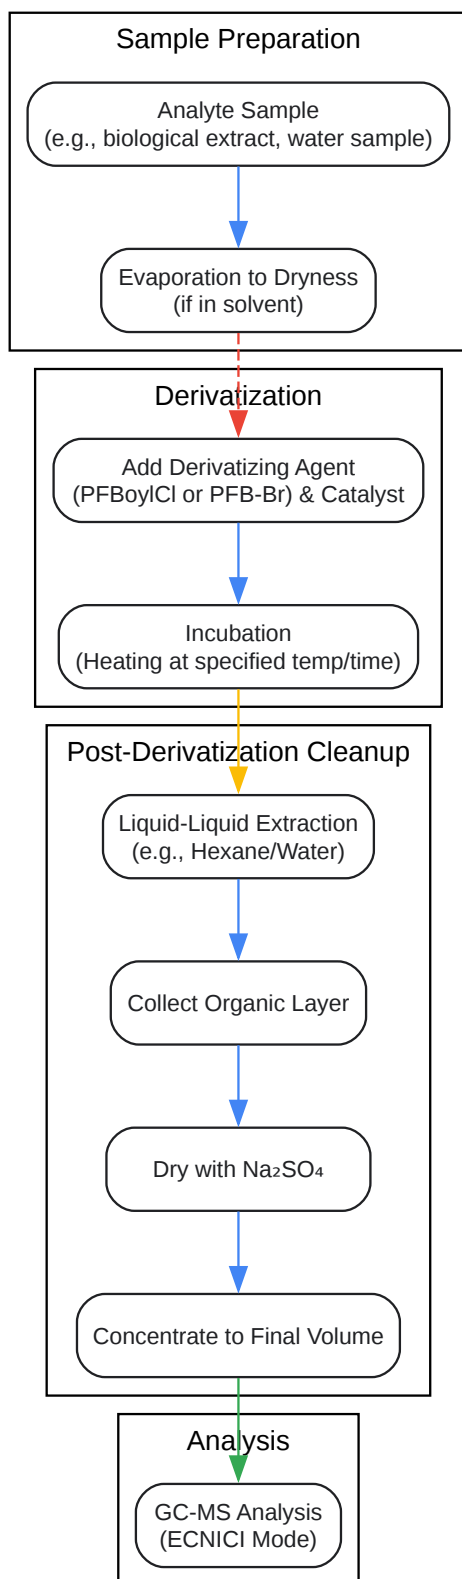 Sample Preparation
Analyte Sample
(e.g., biological extract, water sample)
Evaporation to Dryness
(if in solvent)
Derivatization
Add Derivatizing Agent
(PFBoylCl or PFB-Br) & Catalyst
Incubation
(Heating at specified temp/time)
Post-Derivatization Cleanup
Liquid-Liquid Extraction
(e.g., Hexane/Water)
Collect Organic Layer
Dry with Na₂SO₄
Concentrate to Final Volume
Analysis
GC-MS Analysis
(ECNICI Mode)